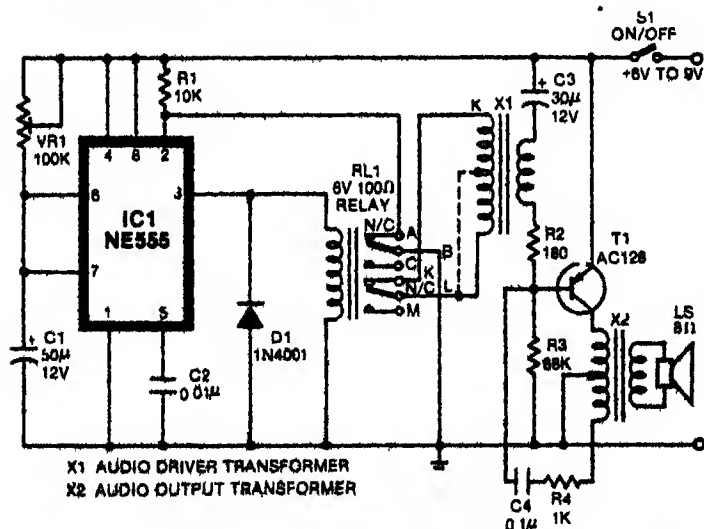 S1
ON/OFF
+6V TO 9V
R1
10K
VR1
100K
4
8
2
6
7
3
1
5
IC1
NE555
C1
50µ
12V
C2
0 01µ
D1
1N4001
RL1
6V 100Ω
RELAY
N/C
A
B
C
K
N/C
L
M
K
X1
C3
30µ
12V
R2
180
R3
68K
T1
AC128
X2
LS
8Ω
C4
0 1µ
R4
1K
X1 AUDIO DRIVER TRANSFORMER
X2 AUDIO OUTPUT TRANSFORMER